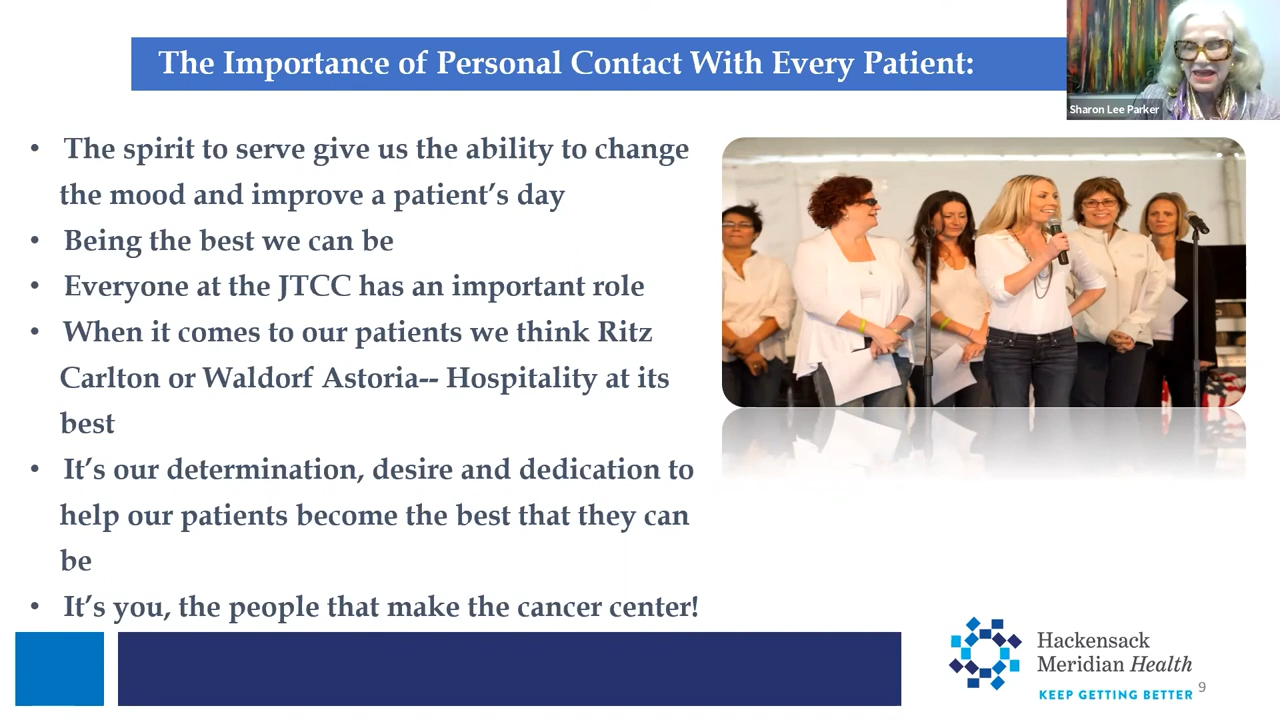 The Importance of Personal Contact With Every Patient:
Sharon Lee Parker
• The spirit to serve give us the ability to change
the mood and improve a patient’s day
• Being the best we can be
• Everyone at the JTCC has an important role
• When it comes to our patients we think Ritz
Carlton or Waldorf Astoria-- Hospitality at its
best
• It’s our determination, desire and dedication to
help our patients become the best that they can
be
• It’s you, the people that make the cancer center!
Hackensack
Meridian Health
KEEP GETTING BETTER
9